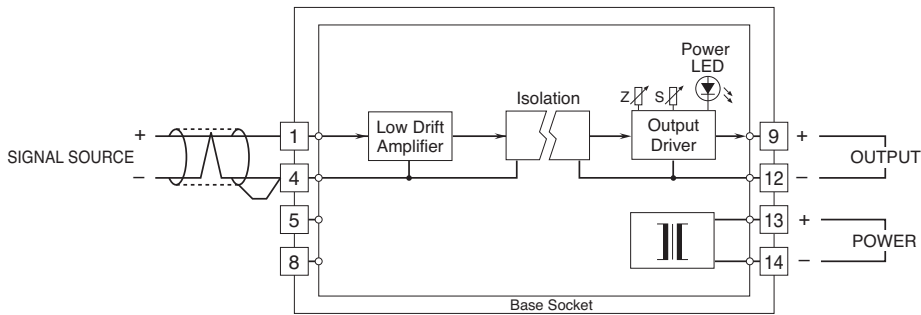 Power
LED
Isolation
Z
S
+
1
Low Drift
Amplifier
Output
Driver
9
+
SIGNAL SOURCE
OUTPUT
–
4
12
–
5
13
+
POWER
8
14
–
Base Socket